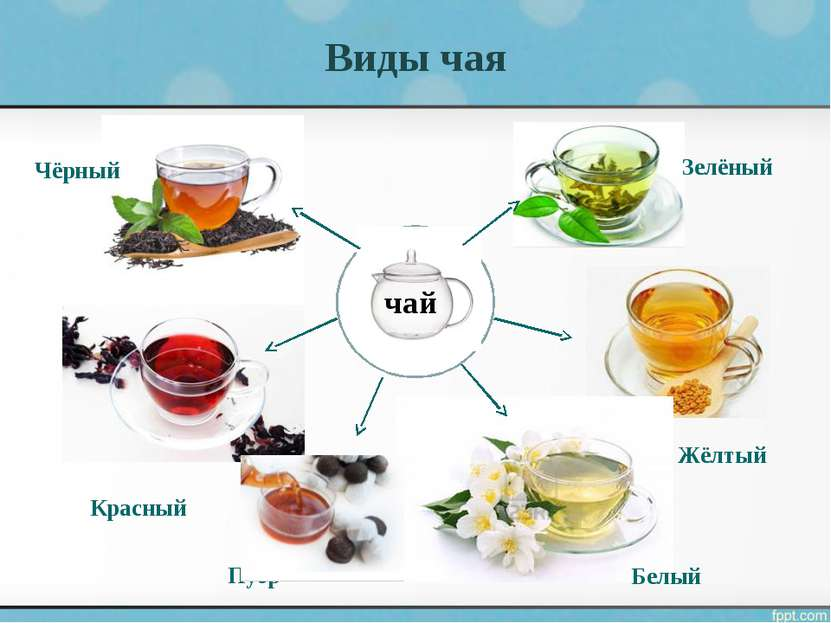 Виды чая
Чёрный
Зелёный
чай
Жёлтый
Красный
Белый
fppt.com